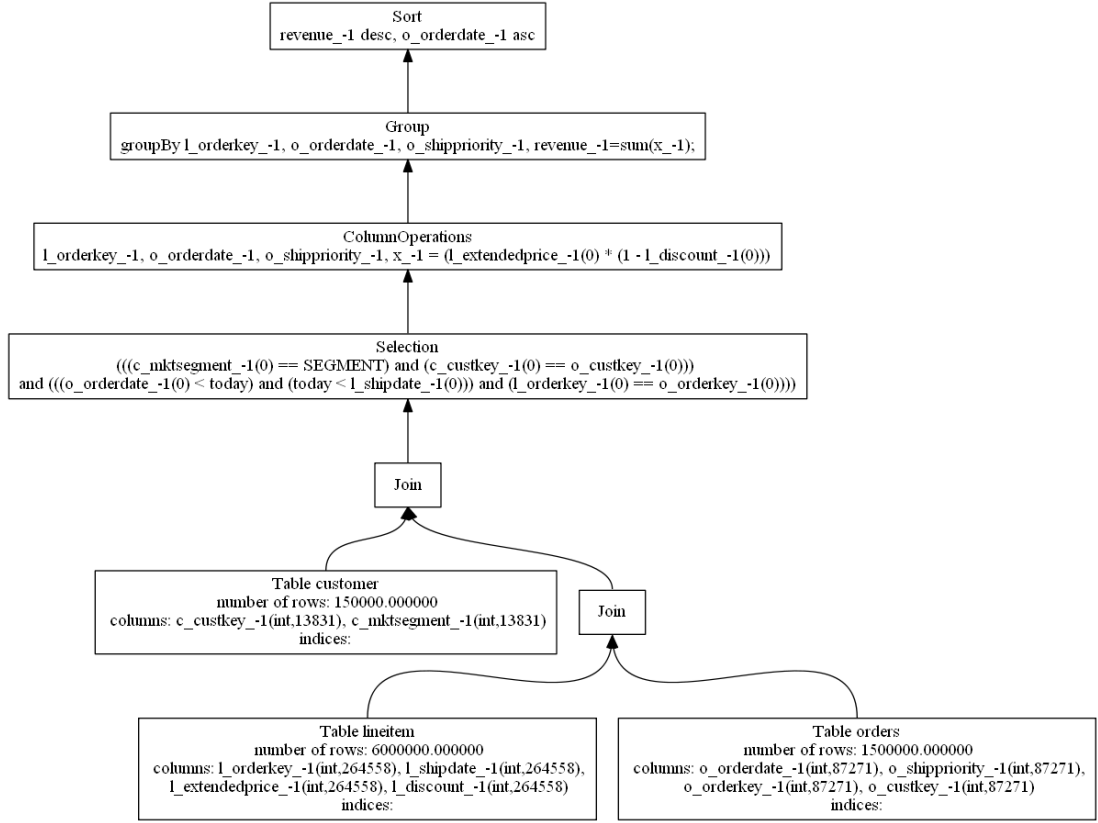 Sort
revenue_-1 desc, o_orderdate_-1 asc
Group
groupBy l_orderkey_-1, o_orderdate_-1, o_shippriority_-1, revenue_-1=sum(x_-1);
ColumnOperations
l_orderkey_-1, o_orderdate_-1, o_shippriority_-1, x_-1 = (l_extendedprice_-1(0) * (1 - l_discount_-1(0)))
Selection
(((c_mktsegment_-1(0) == SEGMENT) and (c_custkey_-1(0) == o_custkey_-1(0)))
and (((o_orderdate_-1(0) < today) and (today < l_shipdate_-1(0))) and (l_orderkey_-1(0) == o_orderkey_-1(0))))
Join
Table customer
number of rows: 150000.000000
columns: c_custkey_-1(int,13831), c_mktsegment_-1(int,13831)
indices:
Join
Table lineitem
number of rows: 6000000.000000
columns: l_orderkey_-1(int,264558), l_shipdate_-1(int,264558),
l_extendedprice_-1(int,264558), l_discount_-1(int,264558)
indices:
Table orders
number of rows: 1500000.000000
columns: o_orderdate_-1(int,87271), o_shippriority_-1(int,87271),
o_orderkey_-1(int,87271), o_custkey_-1(int,87271)
indices: